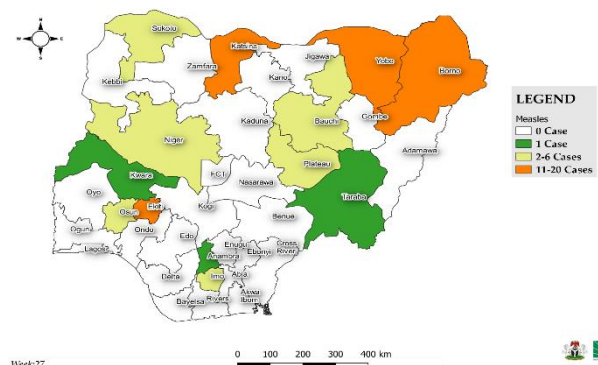 Sokoto
Katsina
Jigawa
Yobe
Borno
Zamfara
Kano
Kebbi
Gombe
Bauchi
Kaduna
Niger
Adamawa
Plateau
FCT
Kwara
Nasarawa
Taraba
Oyo
Ekiti
Kogi
Osun
Benue
Ogun
Ondo
Edo
Lagos
Enugu
Cross
River
Anambra
Ebonyi
Delta
Imo
Abia
Bayelsa
Rivers
Akwa
Ibom
LEGEND
Measles
0 Case
1 Case
2-6 Cases
11-20 Cases
Week:27
0 100 200 300 400 km